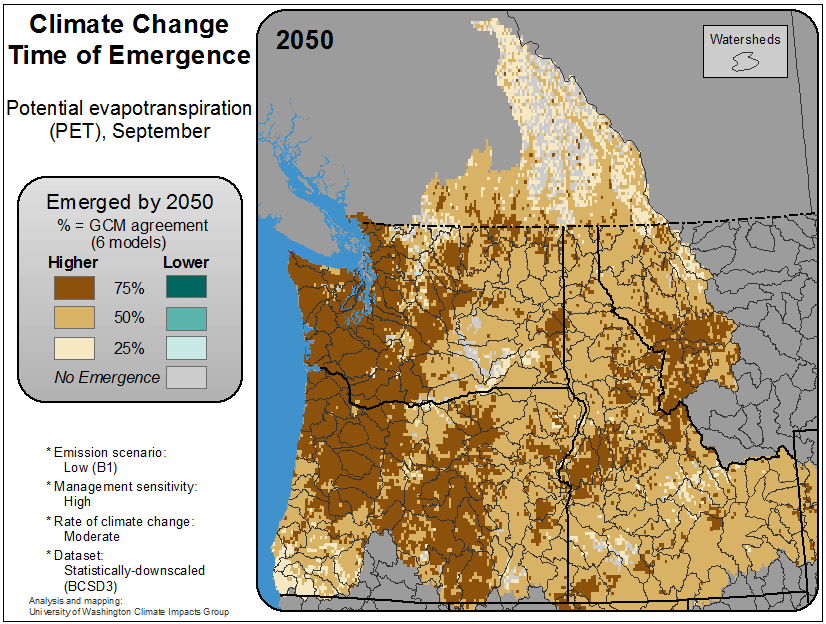 Climate Change
Time of Emergence
Potential evapotranspiration
(PET), September
Emerged by 2050
% = GCM agreement
(6 models)
Higher Lower
75%
50%
25%
No Emergence
* Emission scenario:
Low (B1)
* Management sensitivity:
High
* Rate of climate change:
Moderate
* Dataset:
Statistically-downscaled
(BCSD3)
Analysis and mapping:
University of Washington Climate Impacts Group
2050
Watersheds